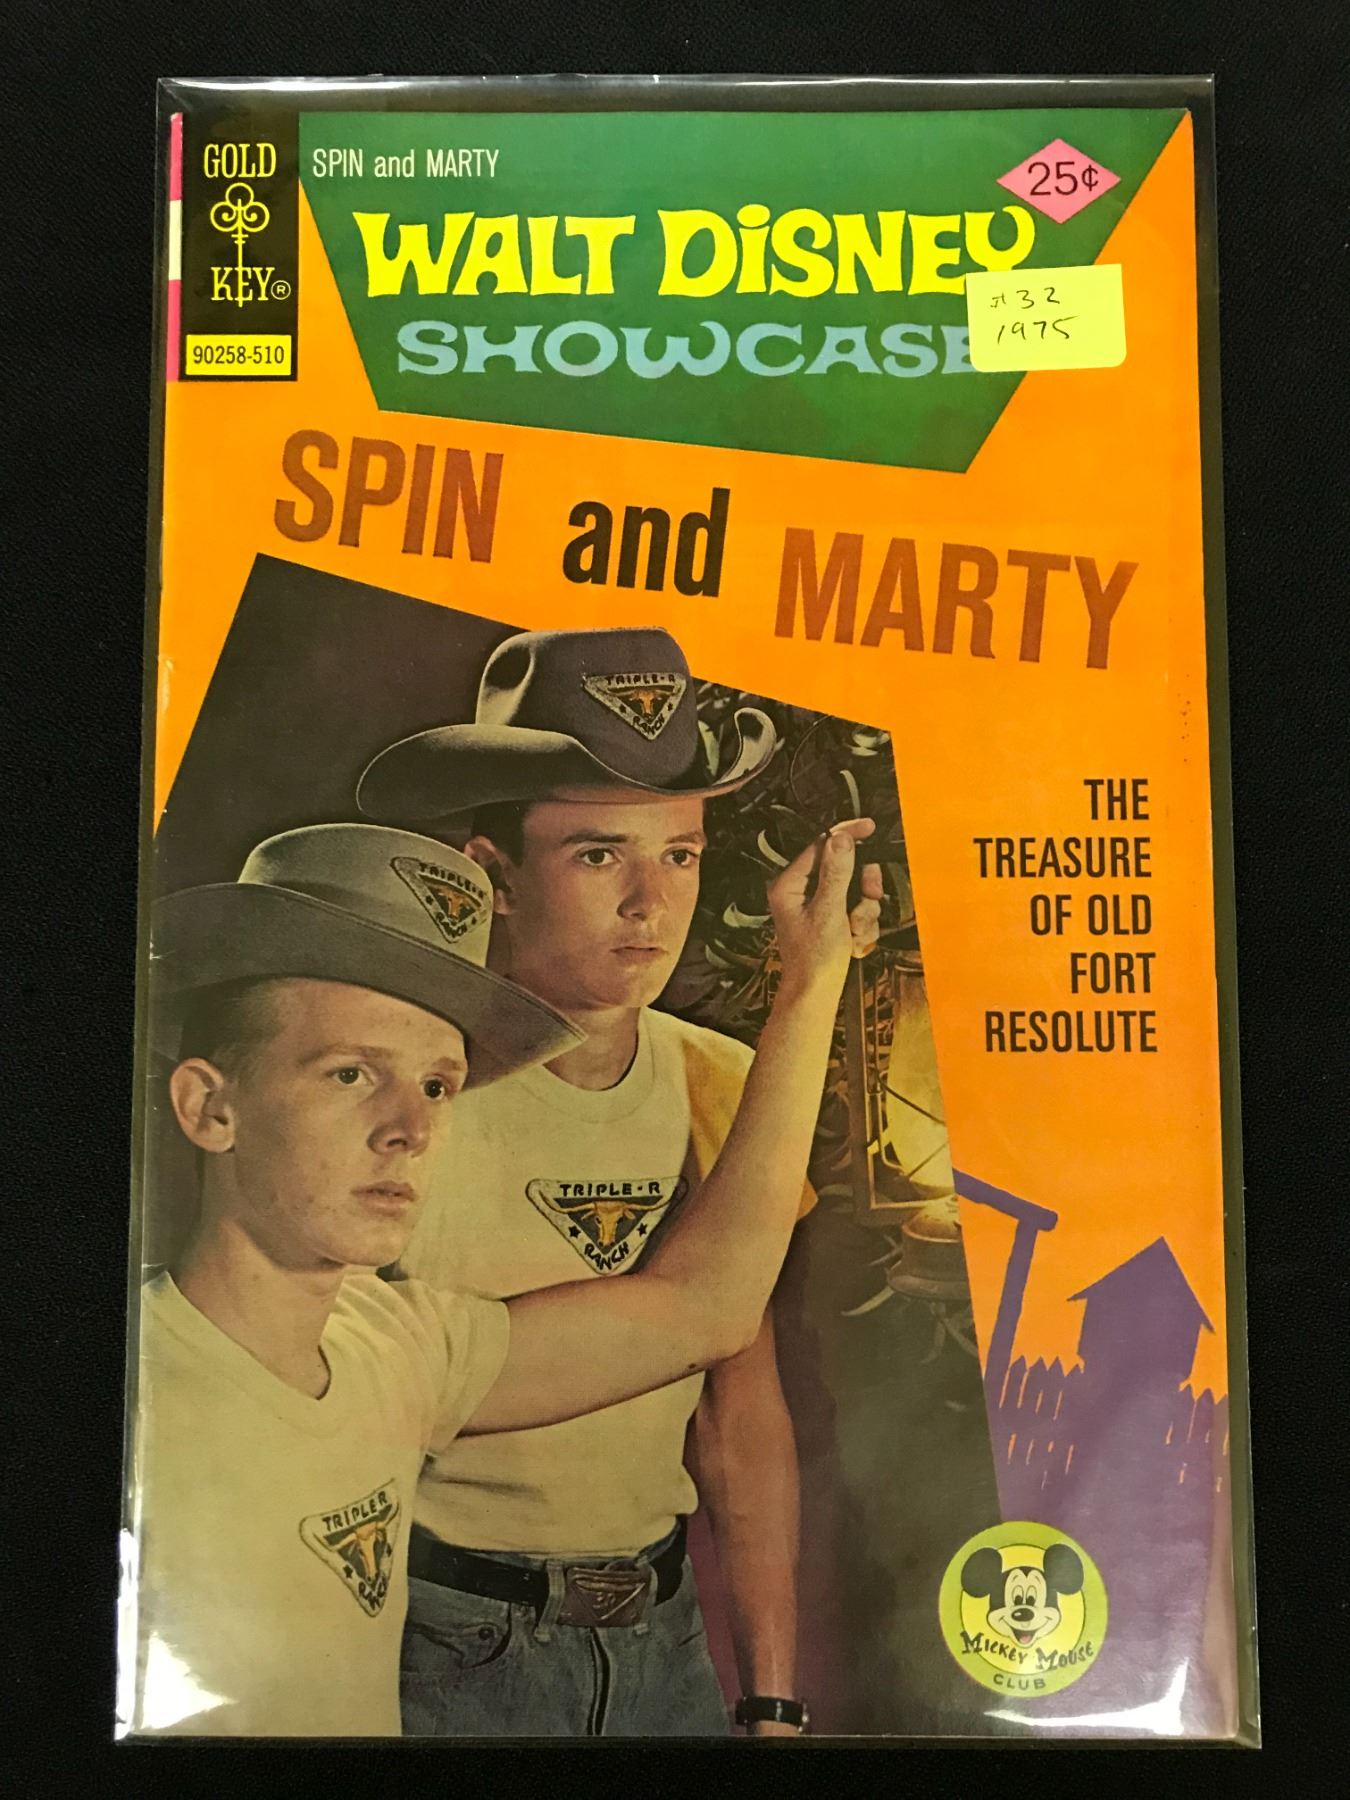 GOLD
KEY®
90258-510
SPIN and MARTY
25¢
WALT DISNEY
SHOWCASE
#32
1975
SPIN and MARTY
THE
TREASURE
OF OLD
FORT
RESOLUTE
TRIPLE-R
RANCH
TRIPLE-R
RANCH
TRIPLE-R
RANCH
TRIPLE R
RANCH
MICKEY MOUSE
CLUB